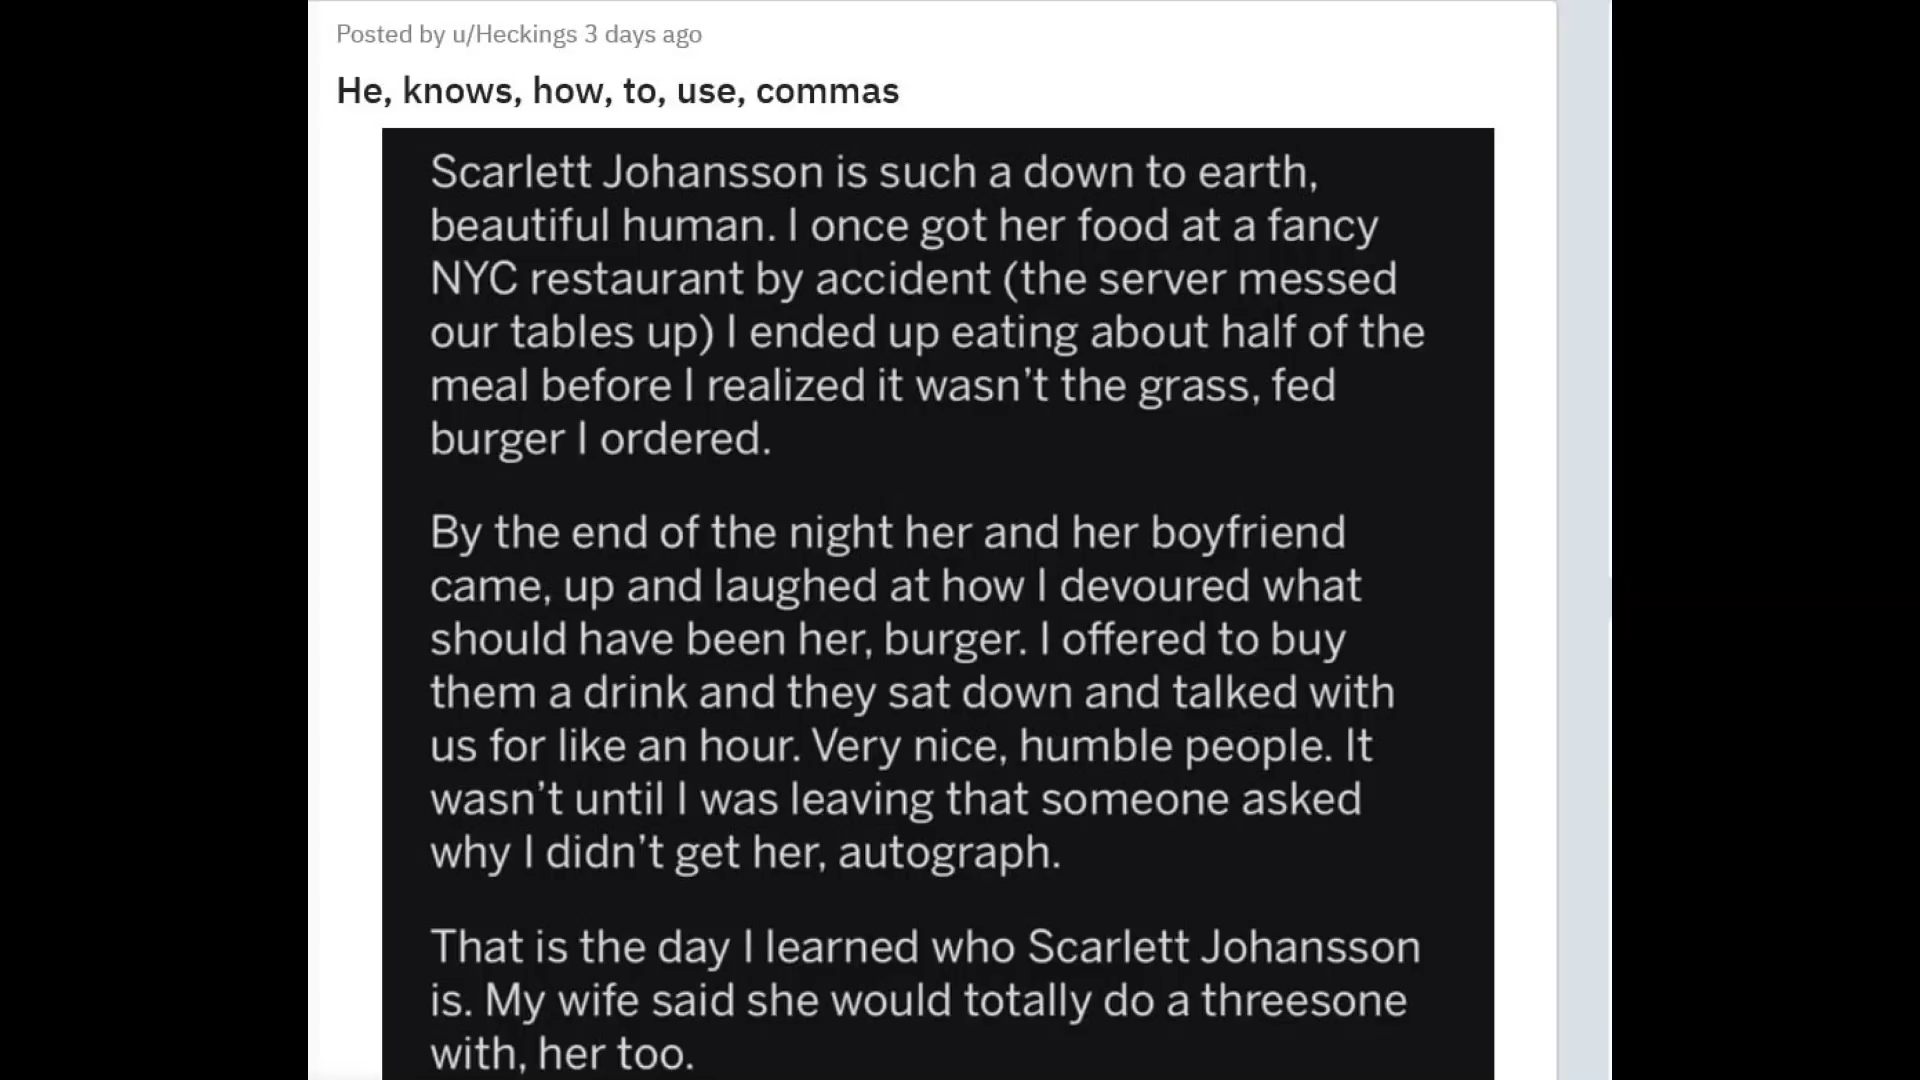 Posted by u/Heckings 3 days ago
He, knows, how, to, use, commas
Scarlett Johansson is such a down to earth,
beautiful human. I once got her food at a fancy
NYC restaurant by accident (the server messed
our tables up) I ended up eating about half of the
meal before I realized it wasn't the grass, fed
burger I ordered.
By the end of the night her and her boyfriend
came, up and laughed at how I devoured what
should have been her, burger. I offered to buy
them a drink and they sat down and talked with
us for like an hour. Very nice, humble people. It
wasn't until I was leaving that someone asked
why I didn't get her, autograph.
That is the day I learned who Scarlett Johansson
is. My wife said she would totally do a threesone
with, her too.